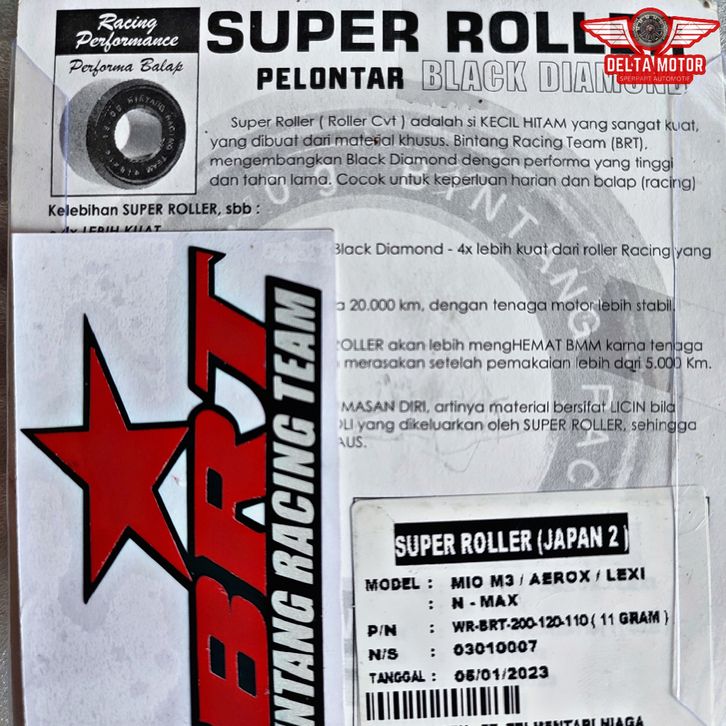 Racing
Performance
Performa Balap
SUPER ROLLER
DELTA MOTOR
SPERPART AUTOMOTIF
PELONTAR BLACK DIAMOND
Super Roller ( Roller Cvt ) adalah si KECIL HITAM yang sangat kuat,
yang dibuat dari material khusus. Bintang Racing Team (BRT),
mengembangkan Black Diamond dengan performa yang tinggi
dan tahan lama. Cocok untuk keperluan harian dan balap (racing)
Kelebihan SUPER ROLLER, sbb :
4x LEBIH KUAT
Black Diamond - 4x lebih kuat dari roller Racing yang
20.000 km, dengan tenaga motor lebih stabil.
ROLLER akan lebih mengHEMAT BMM karna tenaga
merasakan setelah pemakaian lebih dari 5.000 Km.
MASAN DIRI, artinya material bersifat LICIN bila
OLI yang dikeluarkan oleh SUPER ROLLER, sehingga
AUS.
BRT
NTANG RACING TEAM
SUPER ROLLER (JAPAN 2)
MODEL : MIO M3 / AEROX / LEXI
: N - MAX
P/N : WR-BRT-200-120-110 ( 11 GRAM )
N/S : 03010007
TANGGAL : 05/01/2023